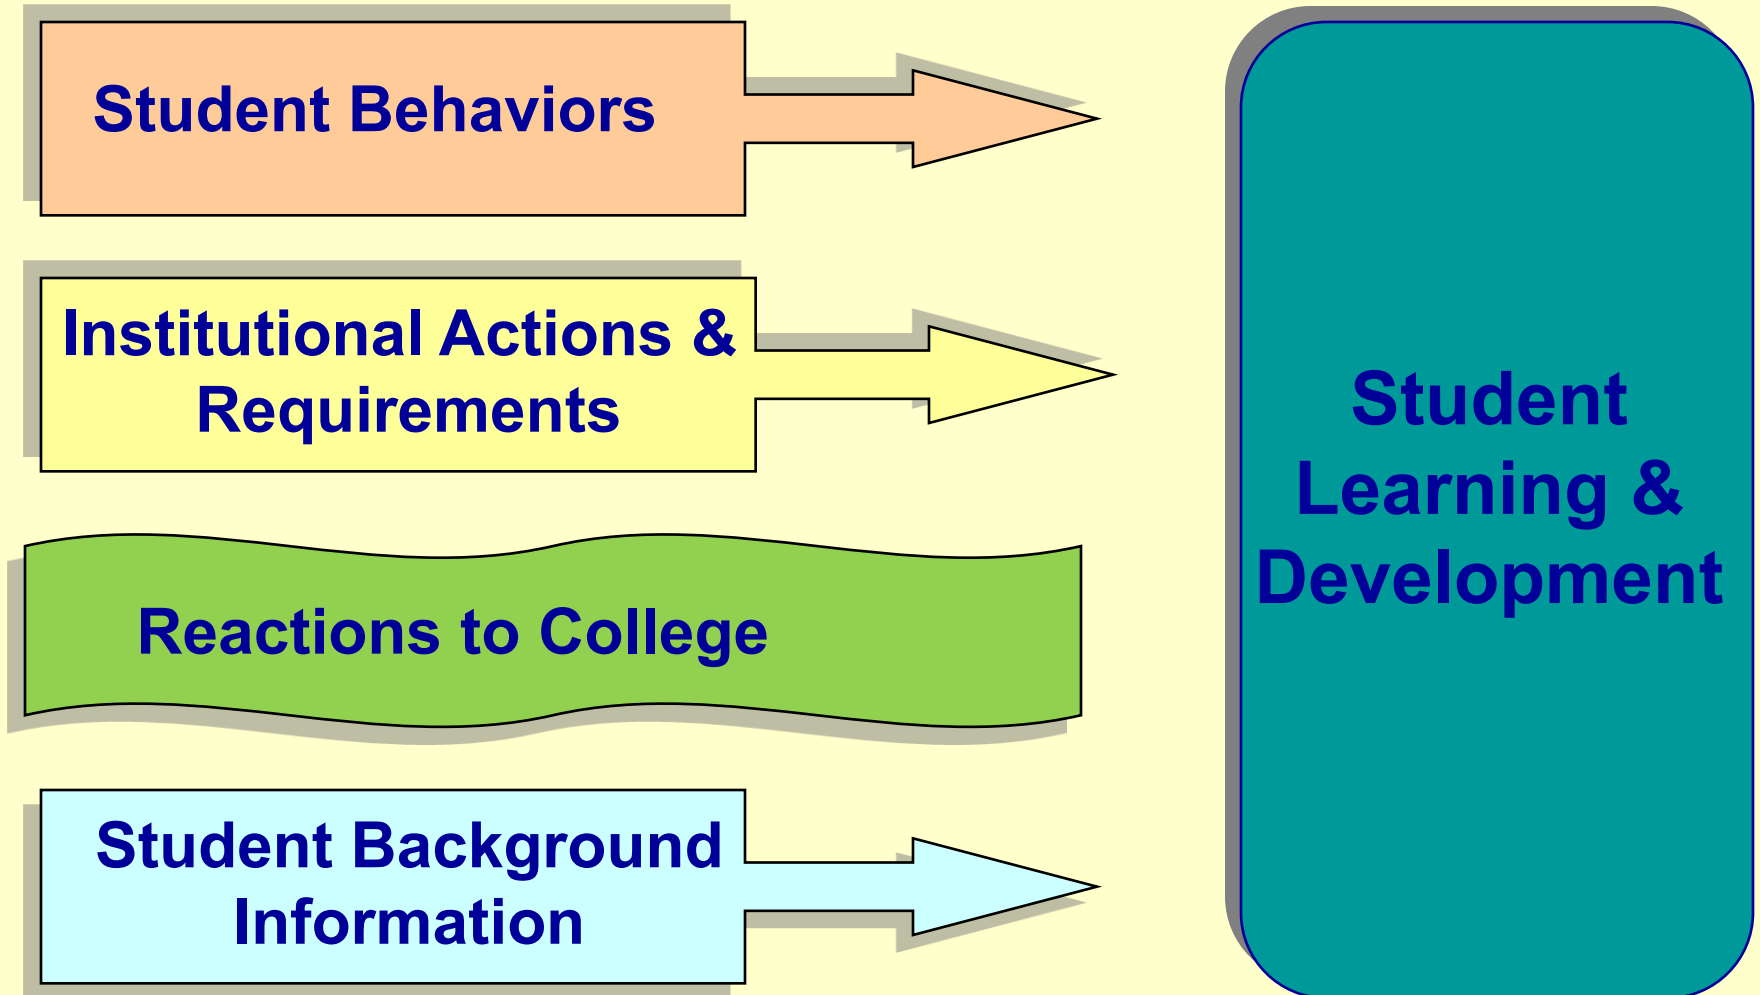 Student Behaviors
Institutional Actions &
Requirements
Reactions to College
Student Background
Information
Student
Learning &
Development